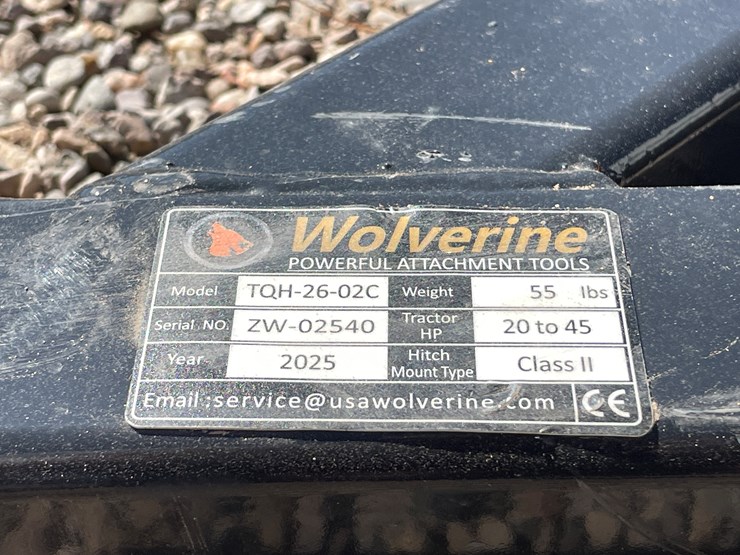 Wolverine
POWERFUL ATTACHMENT TOOLS
Model TQH-26-02C Weight 55 lbs
Serial NO. ZW-02540 Tractor HP 20 to 45
Year 2025 Hitch Mount Type Class II
Email :service@usawolverine.com CE